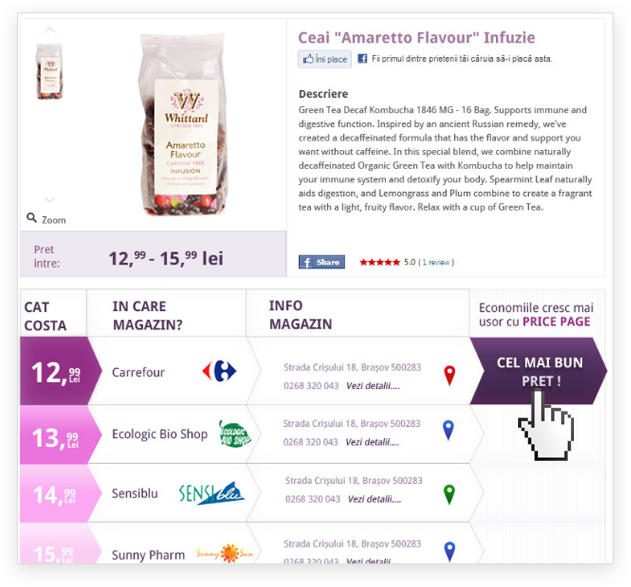 Ceai "Amaretto Flavour" Infuzie
Îmi place
Fii primul dintre prietenii tăi căruia să-i placă asta.
WHITTARD
CHELSEA 1886
Amaretto
Flavour
CAFFEINE FREE
INFUSION
Zoom
Descriere
Green Tea Decaf Kombucha 1846 MG - 16 Bag. Supports immune and
digestive function. Inspired by an ancient Russian remedy, we've
created a decaffeinated formula that has the flavor and support you
want without caffeine. In this special blend, we combine naturally
decaffeinated Organic Green Tea with Kombucha to help maintain
your immune system and detoxify your body. Spearmint Leaf naturally
aids digestion, and Lemongrass and Plum combine to create a fragrant
tea with a light, fruity flavor. Relax with a cup of Green Tea.
Pret
intre:
12,99 - 15,99 lei
Share
5.0 ( 1 review )
CAT
COSTA
IN CARE
MAGAZIN?
INFO
MAGAZIN
Economiile cresc mai
usor cu PRICE PAGE
12,99 Lei
Carrefour
Strada Crişului 18, Braşov 500283
0268 320 043 Vezi detalii....
CEL MAI BUN
PRET !
13,99 Lei
Ecologic Bio Shop
ECOLOGIC
BIO SHOP
Strada Crişului 18, Braşov 500283
0268 320 043 Vezi detalii....
14,99 Lei
Sensiblu
SENSIblu
Strada Crişului 18, Braşov 500283
0268 320 043 Vezi detalii....
15,99 Lei
Sunny Pharm
Sunny Sun
Strada Crişului 18, Braşov 500283
0268 320 043 Vezi detalii....